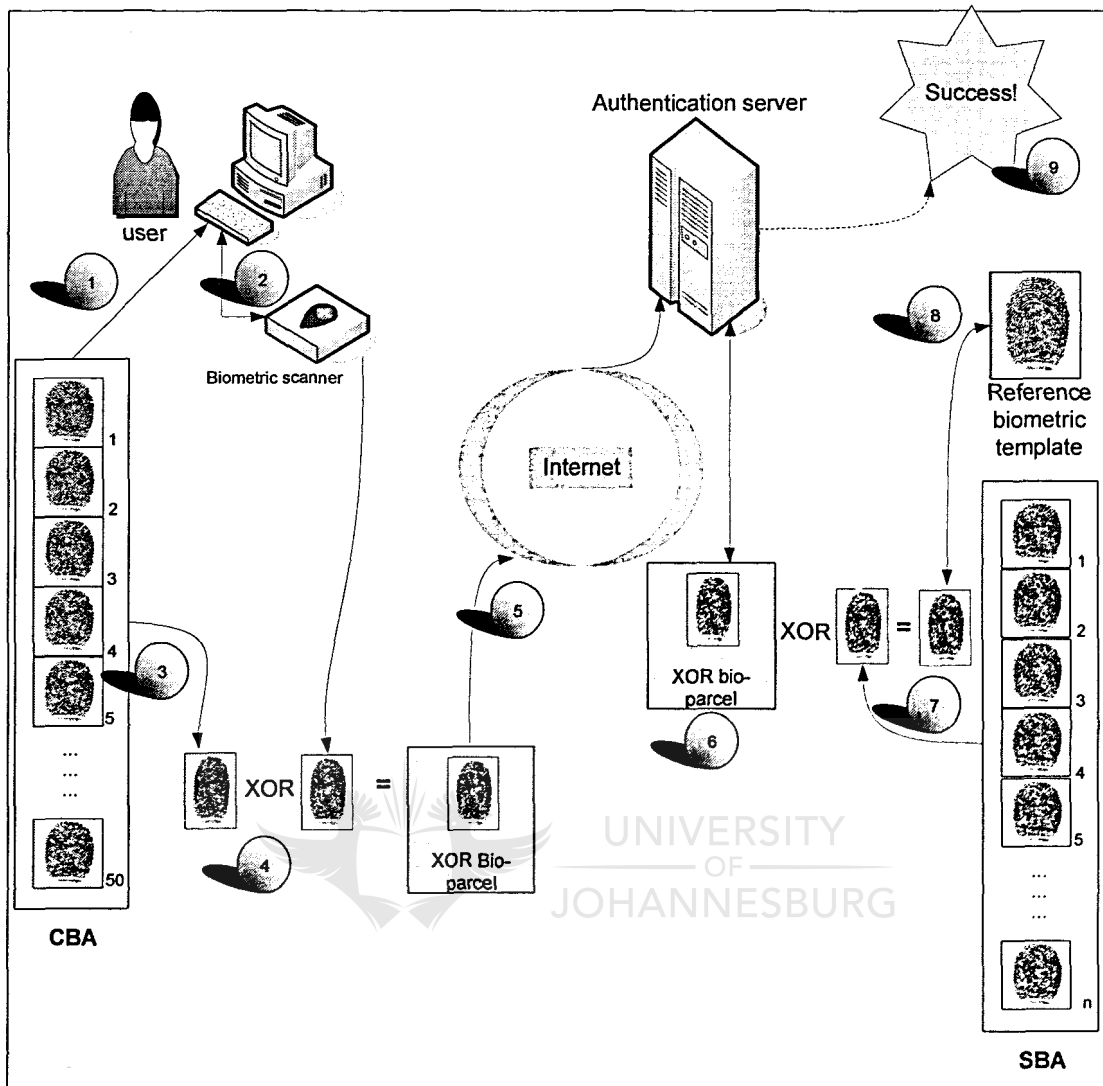 Success!
9
Authentication server
user
1
2
Biometric scanner
8
Reference
biometric
template
1
2
3
4
5
...
...
...
50
CBA
3
XOR
=
XOR Bio-
parcel
4
5
Internet
XOR bio-
parcel
6
XOR
=
7
1
2
3
4
5
...
...
...
n
SBA
UNIVERSITY
OF
JOHANNESBURG